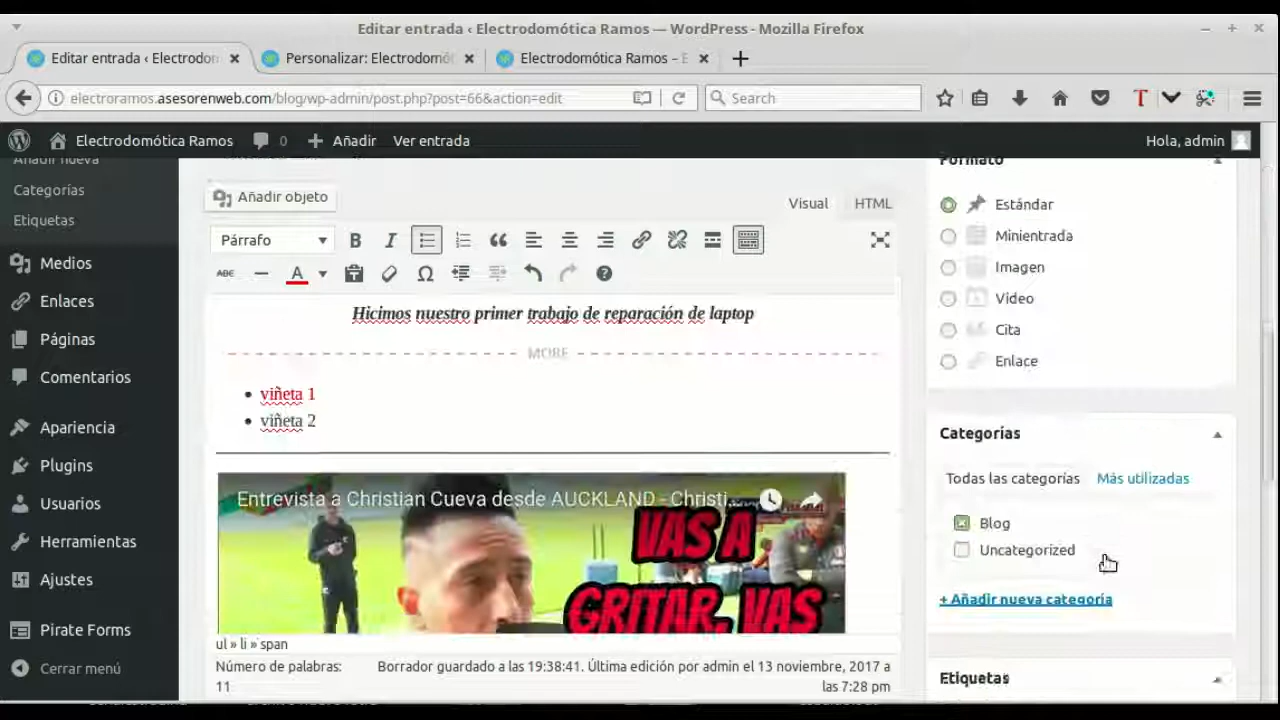 Editar entrada ‹ Electrodomótica Ramos — WordPress - Mozilla Firefox
Editar entrada ‹ Electrodor
Personalizar: Electrodomót
Electrodomótica Ramos – E
electroramos.asesorenweb.com/blog/wp-admin/post.php?post=66&action=edit
Search
Electrodomótica Ramos
0
Añadir
Ver entrada
Hola, admin
Añadir nueva
Categorías
Etiquetas
Medios
Enlaces
Páginas
Comentarios
Apariencia
Plugins
Usuarios
Herramientas
Ajustes
Pirate Forms
Cerrar menú
Añadir objeto
Visual
HTML
Párrafo
B
I
ABC
A
Hicimos nuestro primer trabajo de reparación de laptop
MORE
viñeta 1
viñeta 2
Entrevista a Christian Cueva desde AUCKLAND - Christi...
VAS A
GRITAR, VAS
ul » li » span
Número de palabras:
11
Borrador guardado a las 19:38:41. Última edición por admin el 13 noviembre, 2017 a
las 7:28 pm
Formato
Estándar
Minientrada
Imagen
Video
Cita
Enlace
Categorías
Todas las categorías
Más utilizadas
Blog
Uncategorized
+ Añadir nueva categoría
Etiquetas